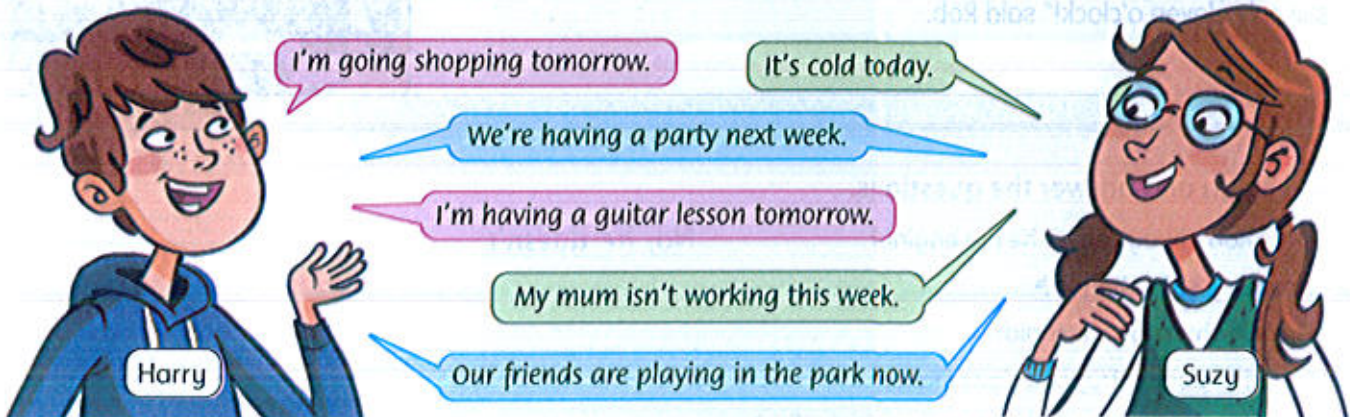 I'm going shopping tomorrow.
It's cold today.
We're having a party next week.
I'm having a guitar lesson tomorrow.
My mum isn't working this week.
Our friends are playing in the park now.
Harry
Suzy